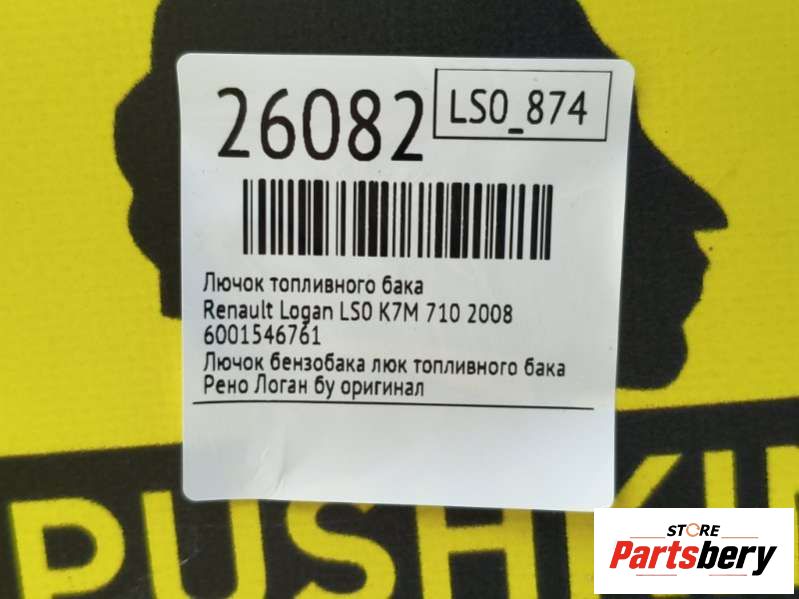 26082
LS0_874
Лючок топливного бака
Renault Logan LS0 K7M 710 2008
6001546761
Лючок бензобака люк топливного бака
Рено Логан бу оригинал
PUSHKIN
STORE
Partsbery